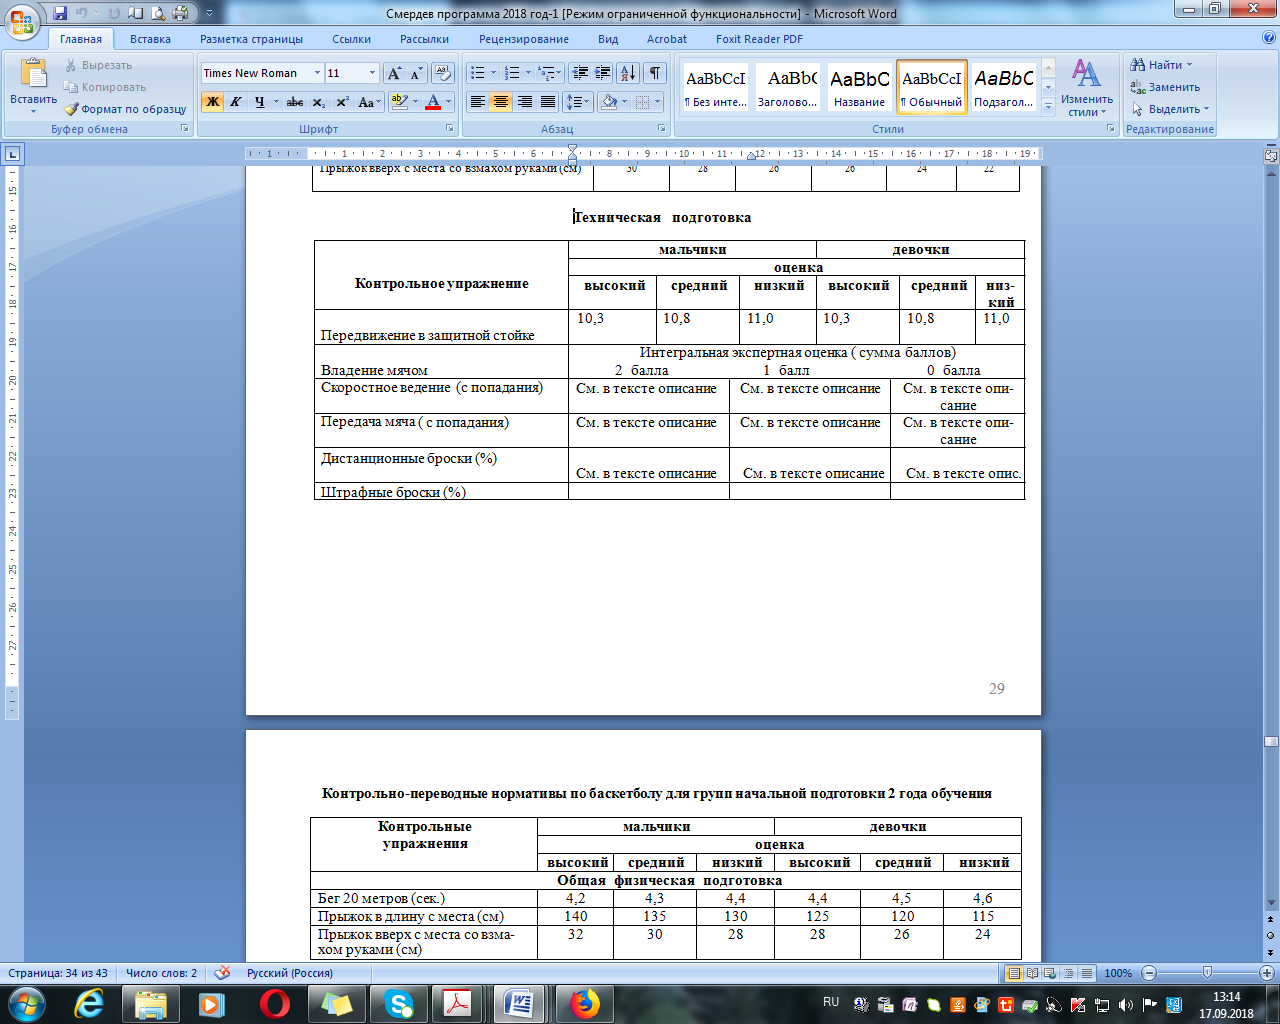 Смердев программа 2018 год-1 [Режим ограниченной функциональности] - Microsoft Word
Главная Вставка Разметка страницы Ссылки Рассылки Рецензирование Вид Acrobat Foxit Reader PDF
Вставить
Вырезать
Копировать
Формат по образцу
Буфер обмена
Times New Roman 11
Ж К Ч abc x₂ x² Aa
Шрифт
Абзац
AaBbCcI AaBbC AaBbC AaBbCcI AaBbC
¶ Без инте... Заголово... Название ¶ Обычный Подзагол...
Изменить стили
Стили
Найти
Заменить
Выделить
Редактирование
Прыжок вверх с места со взмахом руками (см) 30 28 26 26 24 22
Техническая подготовка
Контрольное упражнение
мальчики девочки
оценка
высокий средний низкий высокий средний низ-
кий
Передвижение в защитной стойке 10,3 10,8 11,0 10,3 10,8 11,0
Интегральная экспертная оценка ( сумма баллов)
Владение мячом 2 балла 1 балл 0 балла
Скоростное ведение (с попадания) См. в тексте описание См. в тексте описание См. в тексте опи-
сание
Передача мяча ( с попадания) См. в тексте описание См. в тексте описание См. в тексте опи-
сание
Дистанционные броски (%)
См. в тексте описание См. в тексте описание См. в тексте опис.
Штрафные броски (%)
29
Контрольно-переводные нормативы по баскетболу для групп начальной подготовки 2 года обучения
Контрольные
упражнения
мальчики девочки
оценка
высокий средний низкий высокий средний низкий
Общая физическая подготовка
Бег 20 метров (сек.) 4,2 4,3 4,4 4,4 4,5 4,6
Прыжок в длину с места (см) 140 135 130 125 120 115
Прыжок вверх с места со взма- 32 30 28 28 26 24
хом руками (см)
Страница: 34 из 43 Число слов: 2 Русский (Россия) 100%
RU
13:14
17.09.2018